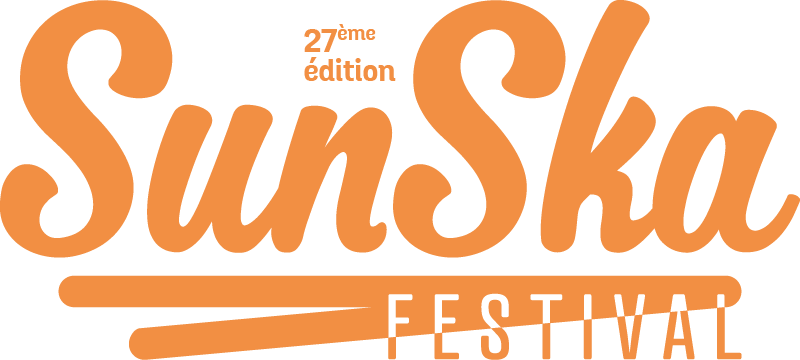 27ème
édition
SunSka
FESTIVAL